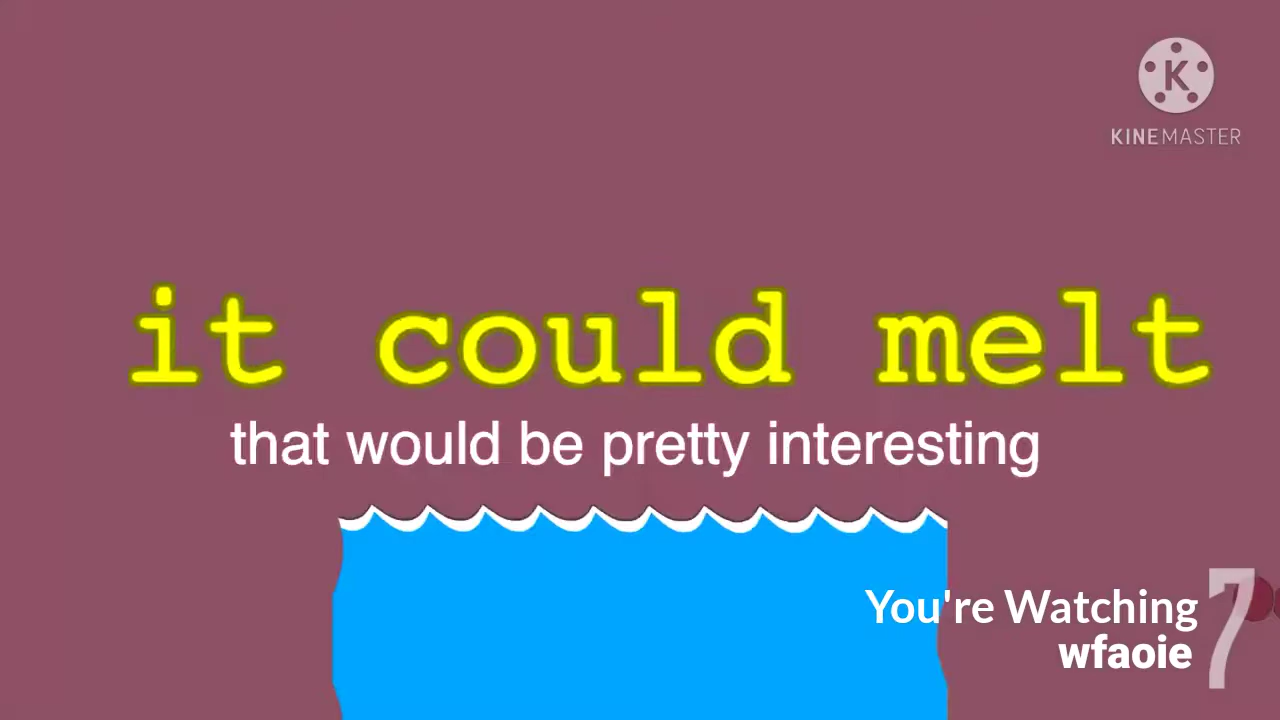 K
KINEMASTER
it could melt
that would be pretty interesting
You're Watching
wfaoie
7